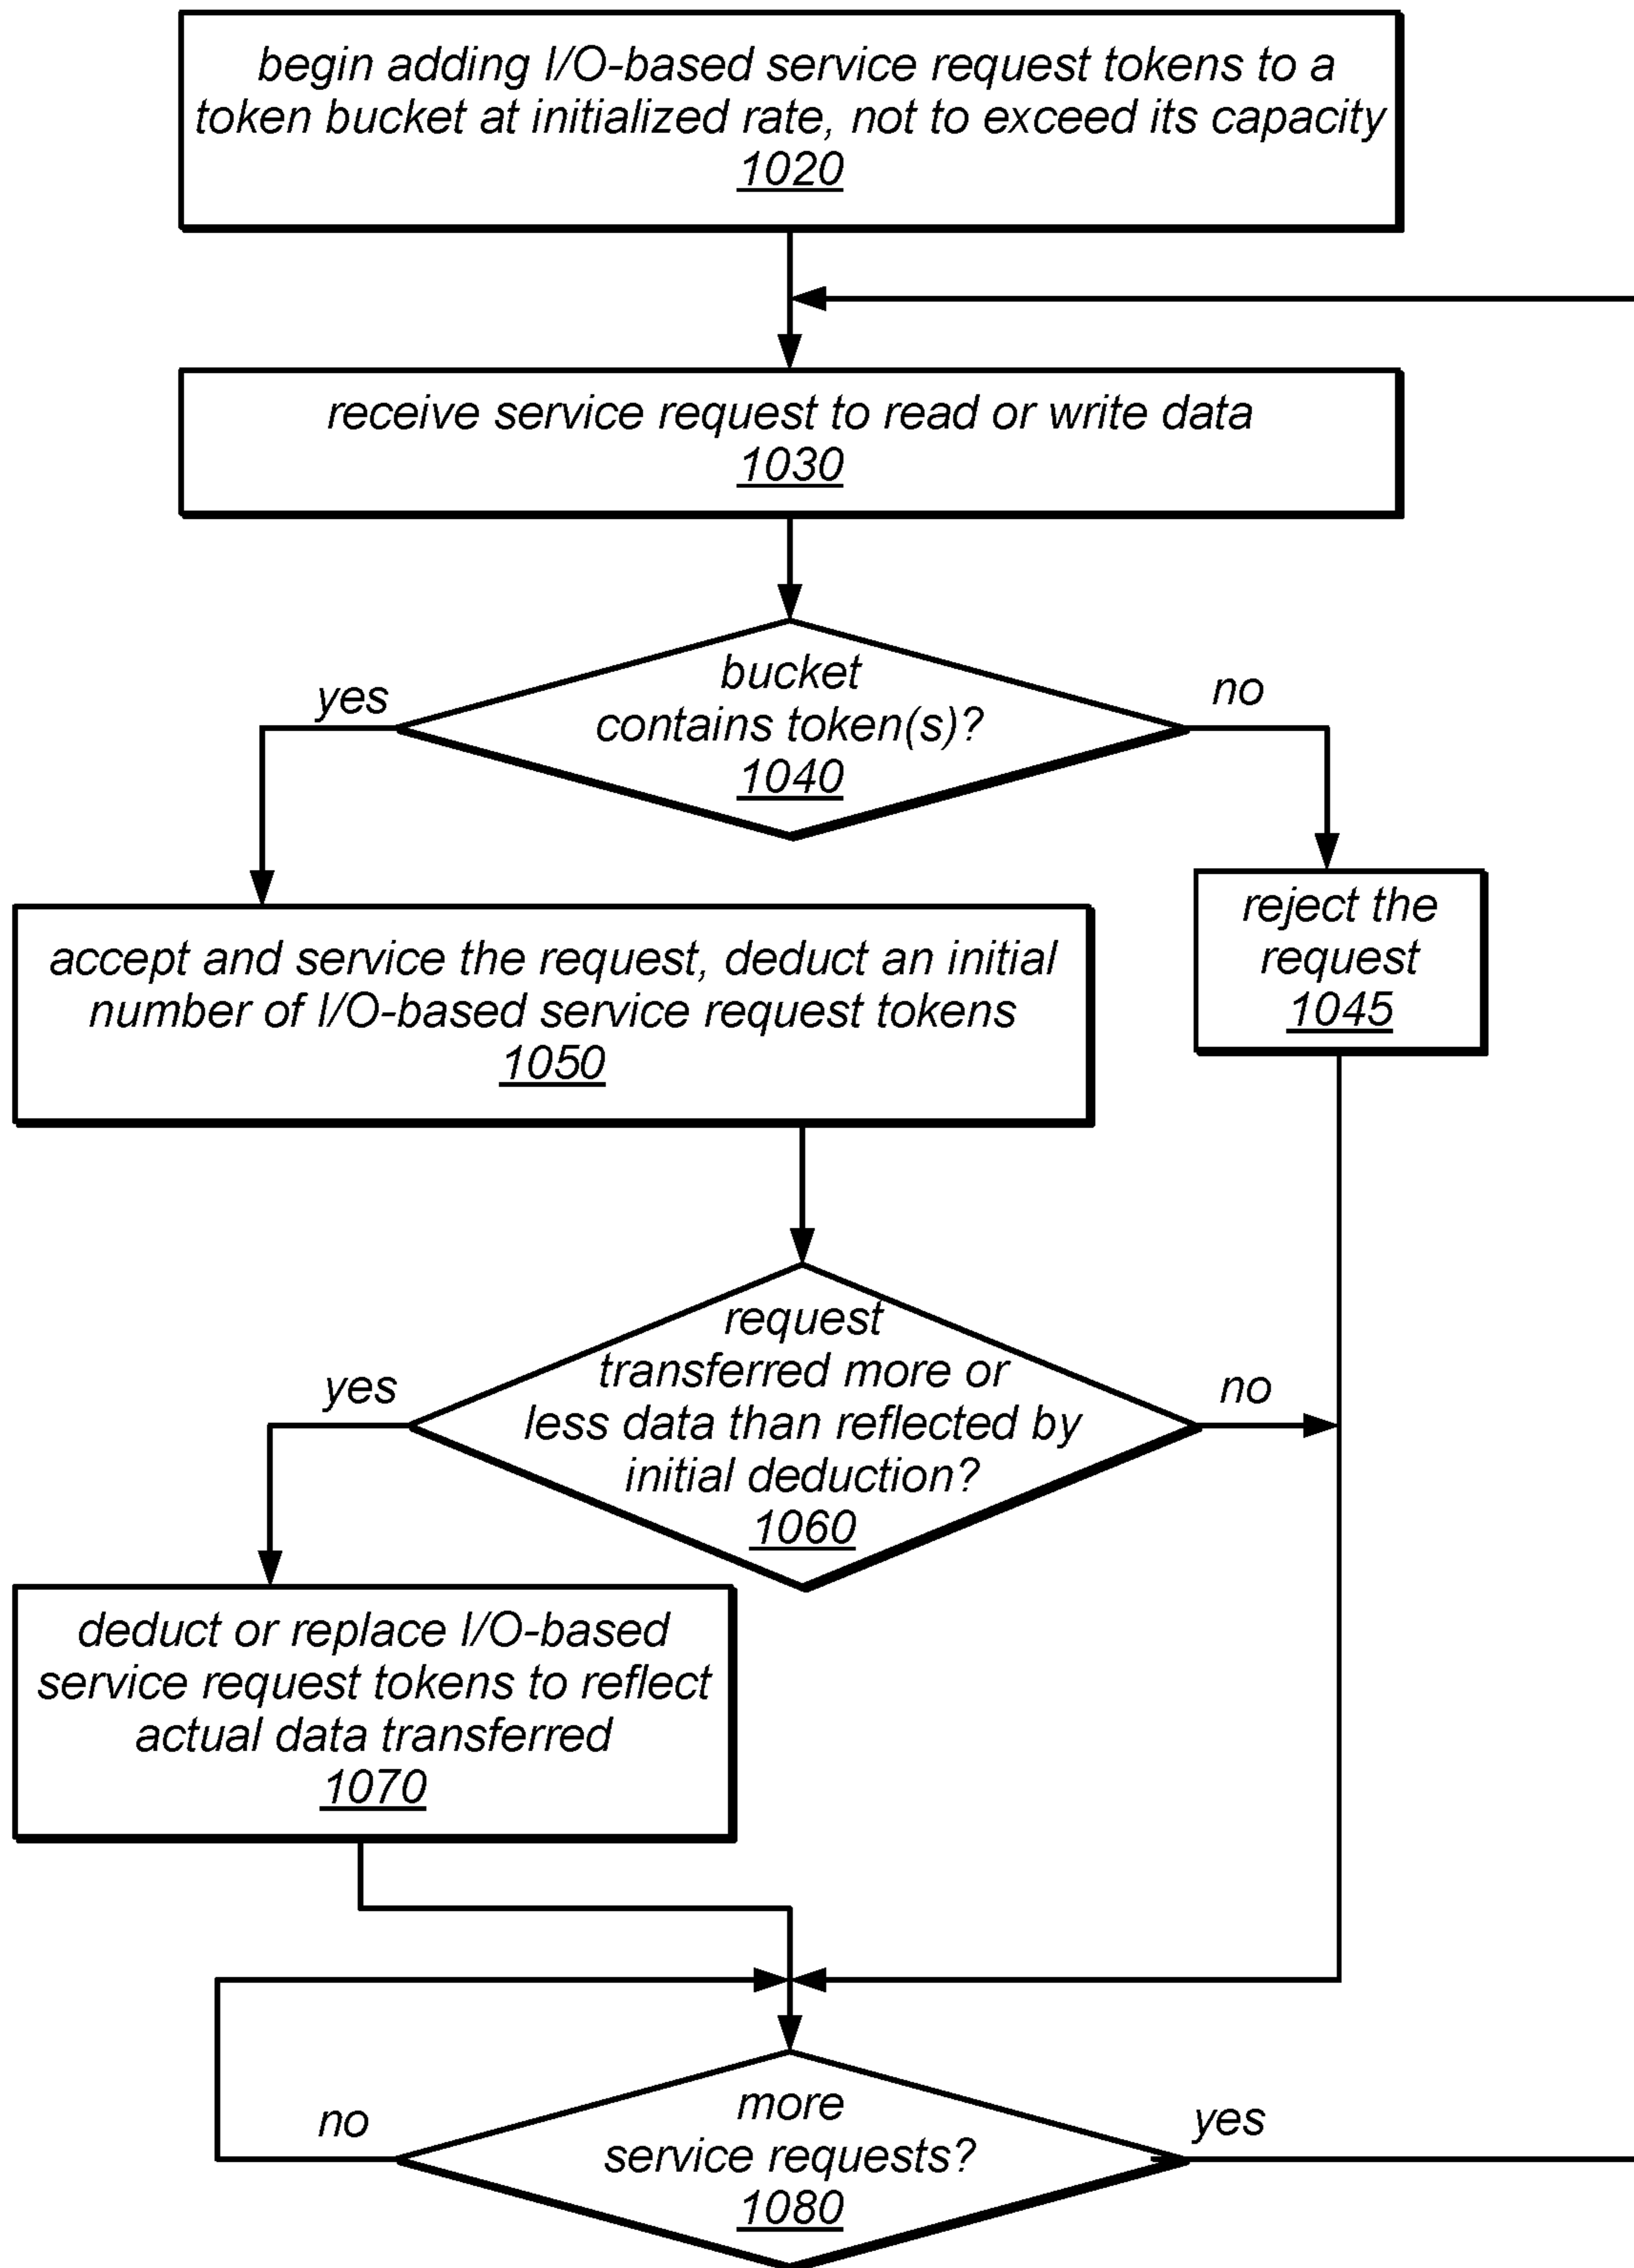 begin adding I/O-based service request tokens to a
token bucket at initialized rate, not to exceed its capacity
1020
receive service request to read or write data
1030
bucket
contains token(s)?
1040
yes
no
reject the
request
1045
accept and service the request, deduct an initial
number of I/O-based service request tokens
1050
request
transferred more or
less data than reflected by
initial deduction?
1060
yes
no
deduct or replace I/O-based
service request tokens to reflect
actual data transferred
1070
more
service requests?
1080
no
yes